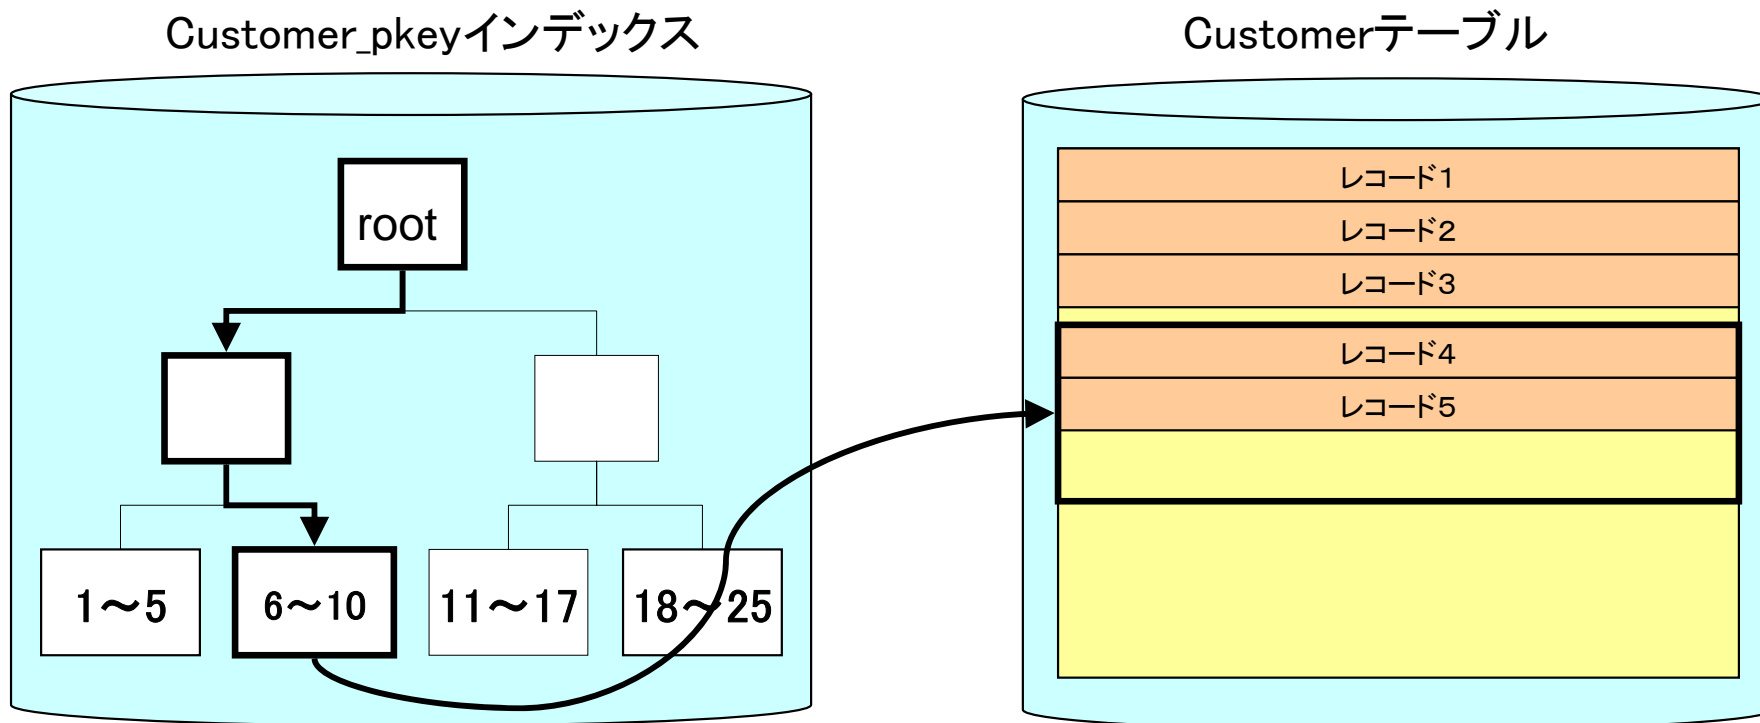 Customer_pkeyインデックス
Customerテーブル
root
1～5
6～10
11～17
18～25
レコード1
レコード2
レコード3
レコード4
レコード5